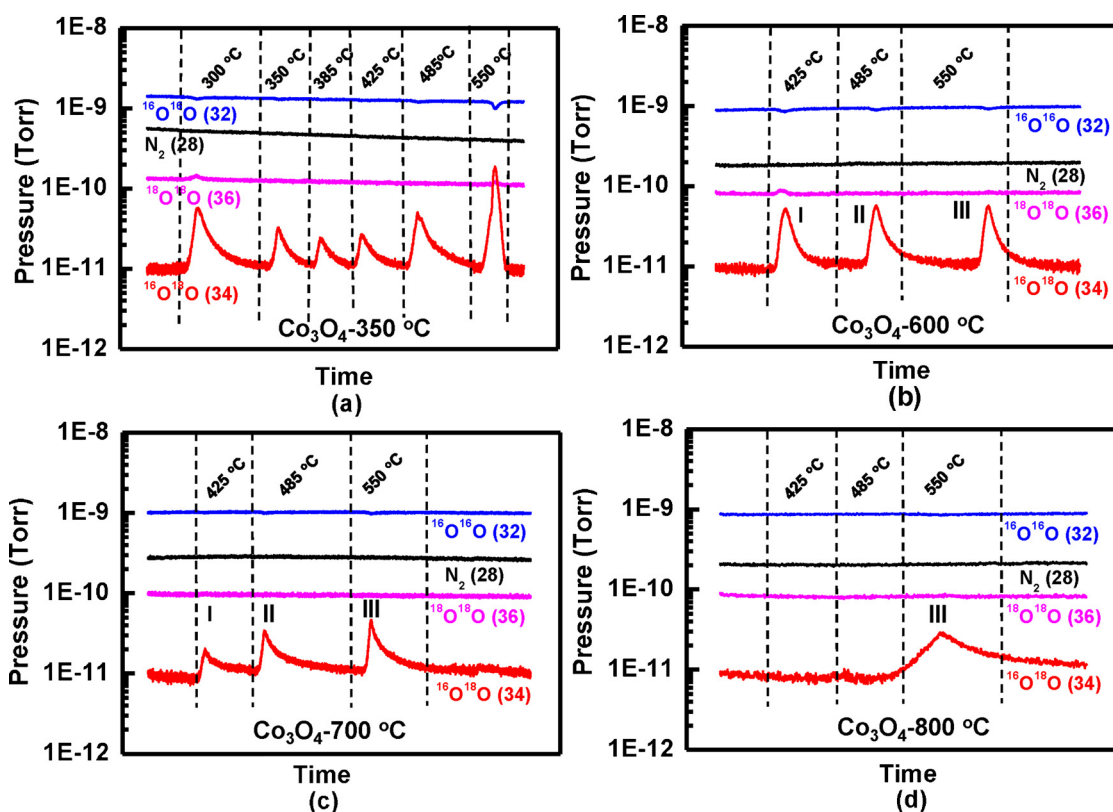 1E-8
1E-9
1E-10
1E-11
1E-12
Pressure (Torr)
300 °C
350 °C
385 °C
425 °C
485°C
550 °C
¹⁶O¹⁶O (32)
N₂ (28)
¹⁸O¹⁸O (36)
¹⁶O¹⁸O (34)
Co₃O₄-350 °C
Time
(a)
1E-8
1E-9
1E-10
1E-11
1E-12
Pressure (Torr)
425 °C
485 °C
550 °C
¹⁶O¹⁶O (32)
N₂ (28)
¹⁸O¹⁸O (36)
I
II
III
¹⁶O¹⁸O (34)
Co₃O₄-600 °C
Time
(b)
1E-8
1E-9
1E-10
1E-11
1E-12
Pressure (Torr)
425 °C
485 °C
550 °C
¹⁶O¹⁶O (32)
N₂ (28)
¹⁸O¹⁸O (36)
I
II
III
¹⁶O¹⁸O (34)
Co₃O₄-700 °C
Time
(c)
1E-8
1E-9
1E-10
1E-11
1E-12
Pressure (Torr)
425 °C
485 °C
550 °C
¹⁶O¹⁶O (32)
N₂ (28)
¹⁸O¹⁸O (36)
III
¹⁶O¹⁸O (34)
Co₃O₄-800 °C
Time
(d)